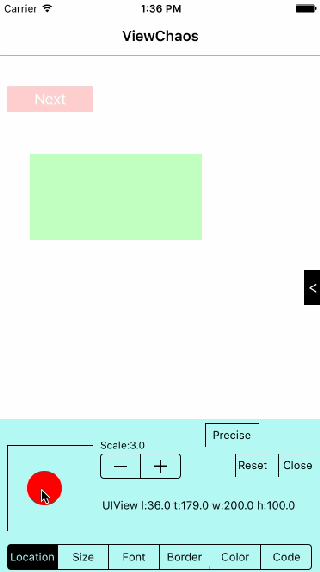 Carrier 1:36 PM
ViewChaos
Next
<
Precise
Scale:3.0
— +
Reset Close
UIView l:36.0 t:179.0 w:200.0 h:100.0
Location Size Font Border Color Code